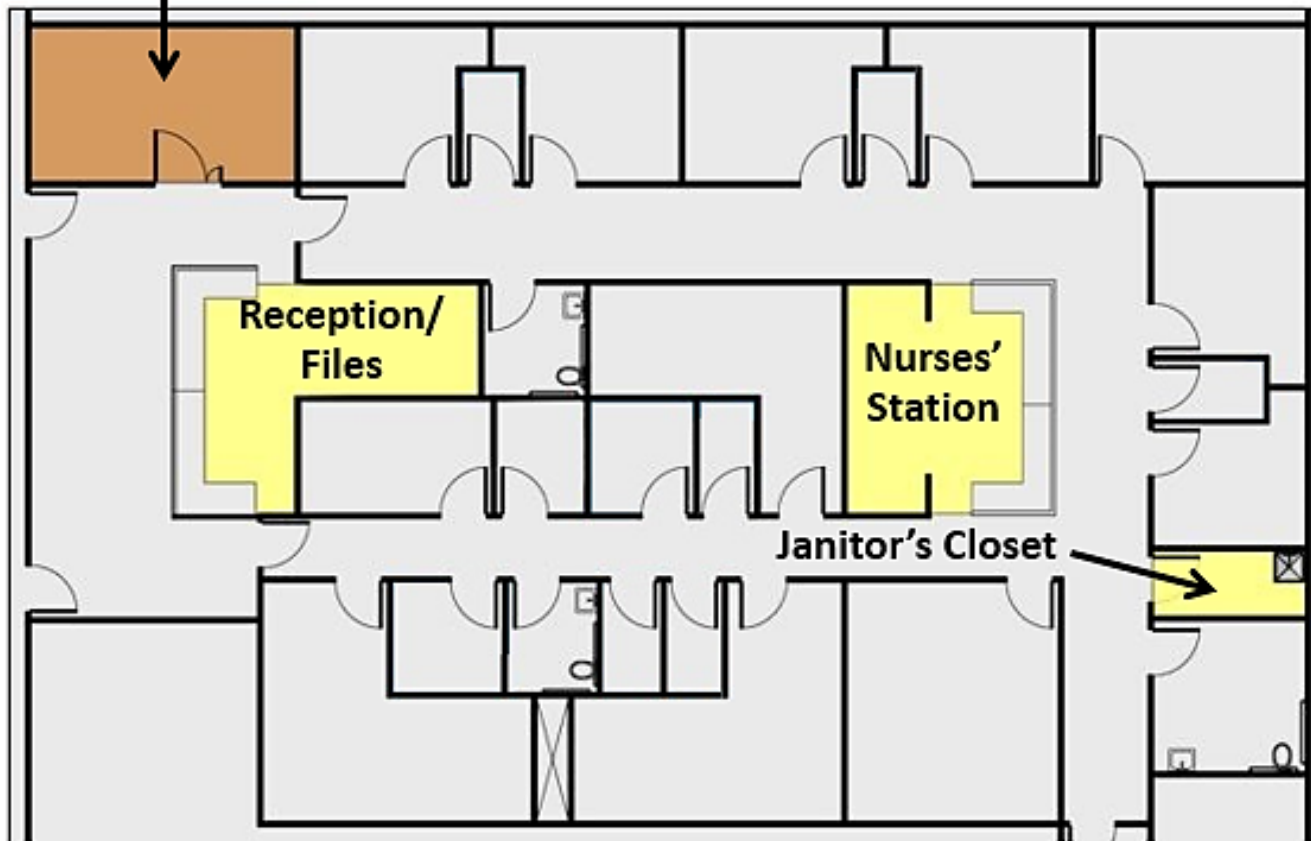 Reception/
Files
Nurses’
Station
Janitor’s Closet